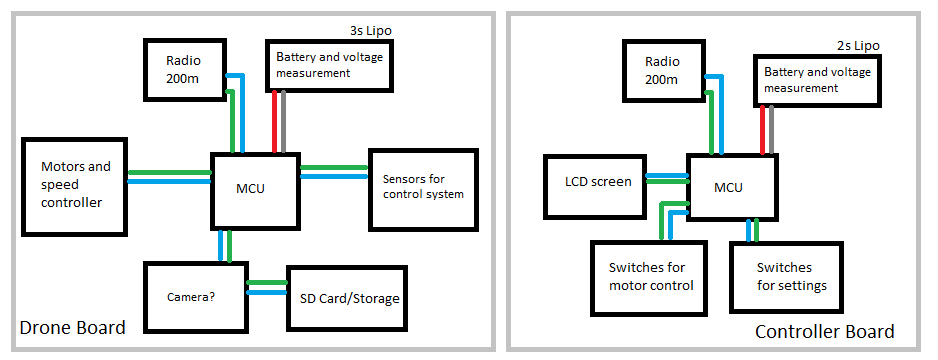 3s Lipo
Radio
200m
Battery and voltage
measurement
Motors and
speed
controller
MCU
Sensors for
control system
Camera?
SD Card/Storage
Drone Board
2s Lipo
Radio
200m
Battery and voltage
measurement
LCD screen
MCU
Switches for
motor control
Switches
for settings
Controller Board